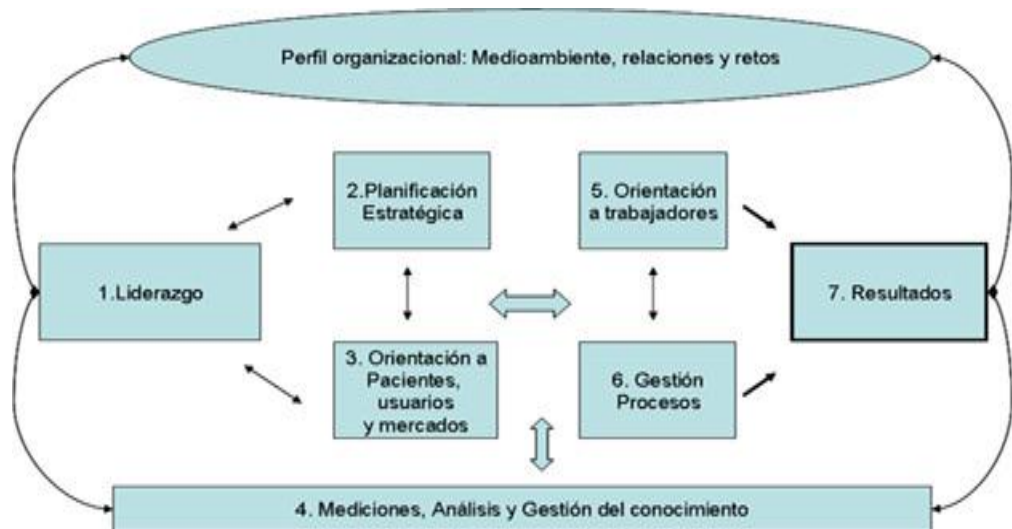 Perfil organizacional: Medioambiente, relaciones y retos
1.Liderazgo
2.Planificación
Estratégica
3. Orientación a
Pacientes,
usuarios
y mercados
5. Orientación
a trabajadores
6. Gestión
Procesos
7. Resultados
4. Mediciones, Análisis y Gestión del conocimiento